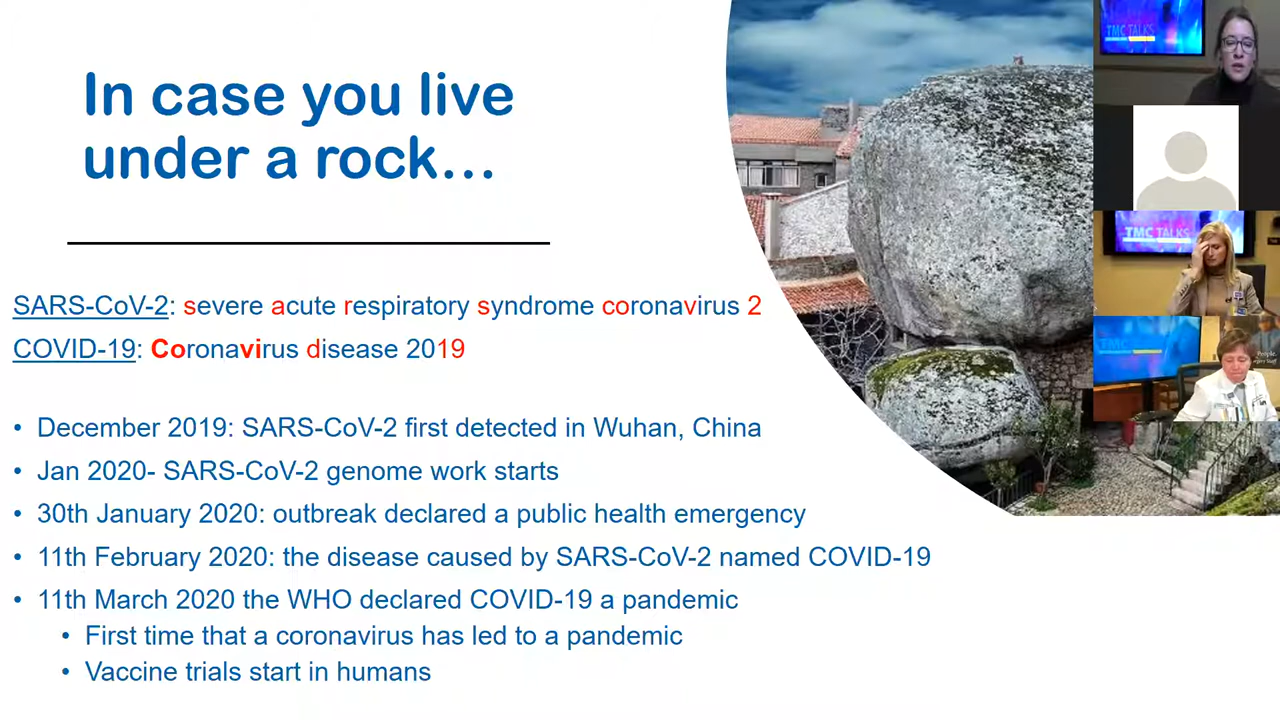 In case you live
under a rock...
SARS-CoV-2: severe acute respiratory syndrome coronavirus 2
COVID-19: Coronavirus disease 2019
• December 2019: SARS-CoV-2 first detected in Wuhan, China
• Jan 2020- SARS-CoV-2 genome work starts
• 30th January 2020: outbreak declared a public health emergency
• 11th February 2020: the disease caused by SARS-CoV-2 named COVID-19
• 11th March 2020 the WHO declared COVID-19 a pandemic
• First time that a coronavirus has led to a pandemic
• Vaccine trials start in humans
TMC TALKS
TMC TALKS
People.